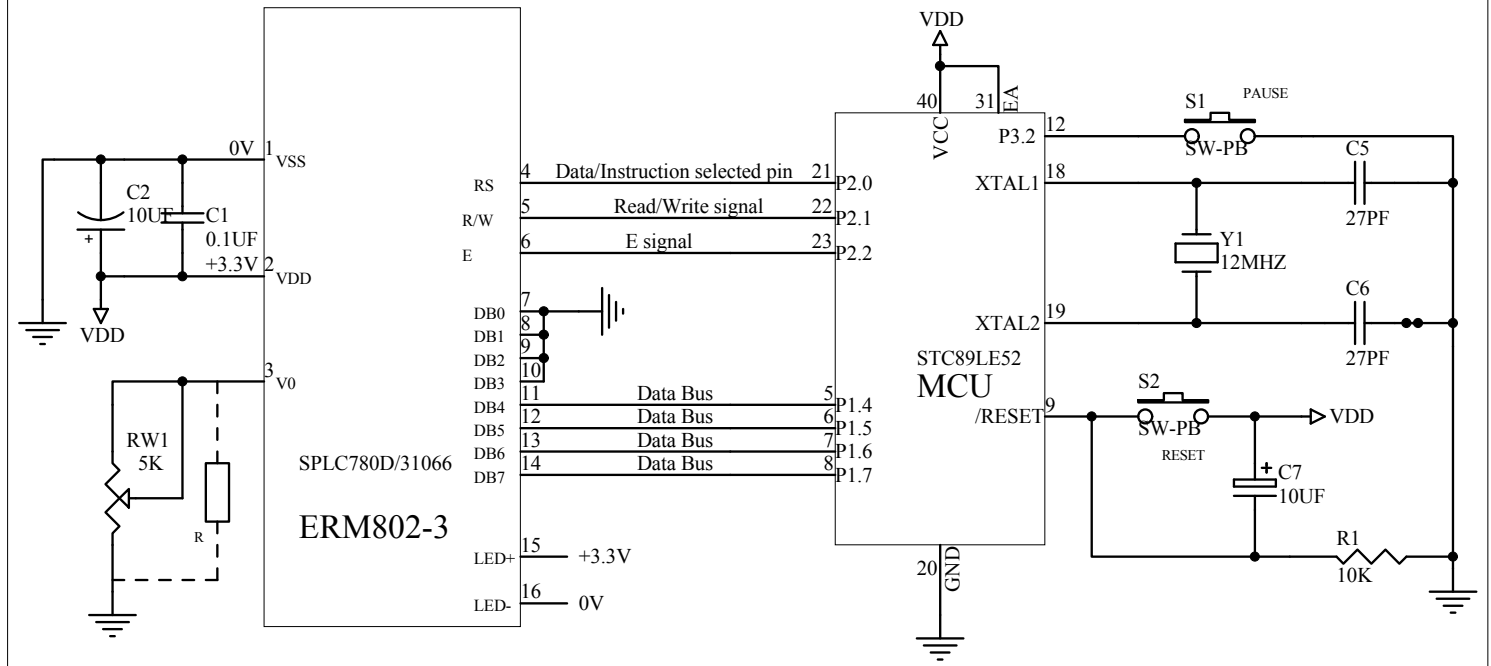 VDD
40
VCC
31
EA
0V
1
VSS
C2
10UF
C1
0.1UF
+3.3V
2
VDD
VDD
3
V0
RW1
5K
R
SPLC780D/31066
ERM802-3
RS
4
Data/Instruction selected pin
21
P2.0
R/W
5
Read/Write signal
22
P2.1
E
6
E signal
23
P2.2
DB0
7
DB1
8
DB2
9
DB3
10
DB4
11
Data Bus
5
P1.4
DB5
12
Data Bus
6
P1.5
DB6
13
Data Bus
7
P1.6
DB7
14
Data Bus
8
P1.7
LED+
15
+3.3V
LED-
16
0V
P3.2
12
S1
PAUSE
SW-PB
XTAL1
18
C5
27PF
Y1
12MHZ
XTAL2
19
C6
27PF
STC89LE52
MCU
/RESET
9
S2
SW-PB
RESET
VDD
C7
10UF
R1
10K
20
GND